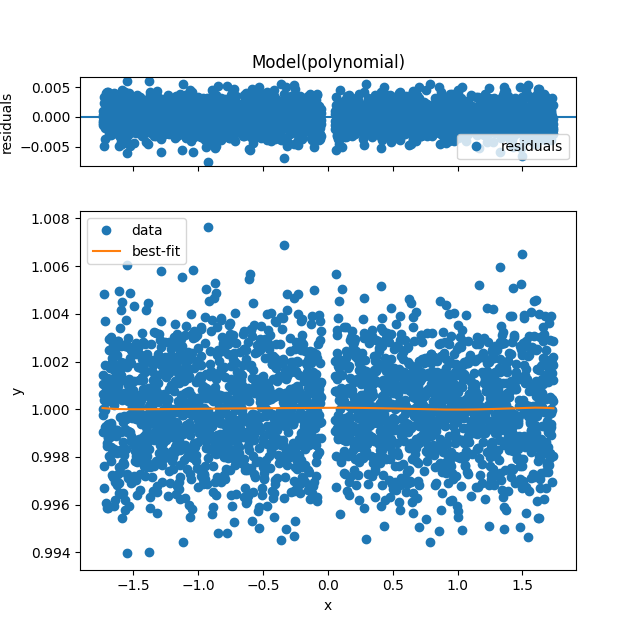 Model(polynomial)
residuals
0.005
0.000
−0.005
residuals
1.008
1.006
1.004
1.002
1.000
0.998
0.996
0.994
y
data
best-fit
−1.5 −1.0 −0.5 0.0 0.5 1.0 1.5
x